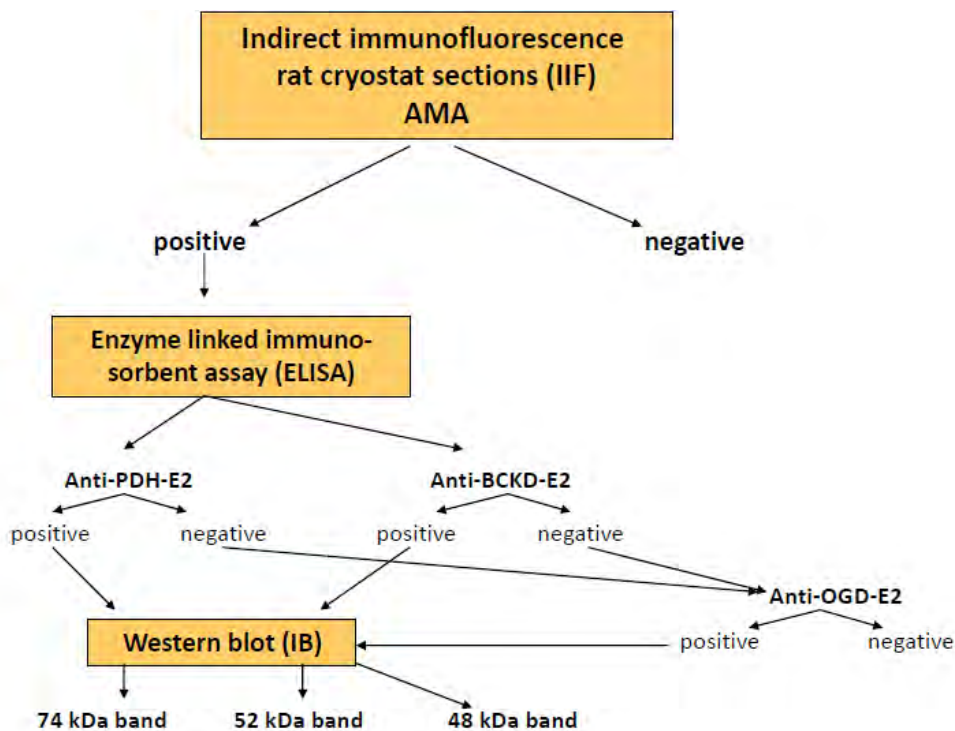 Indirect immunofluorescence
rat cryostat sections (IIF)
AMA
positive
negative
Enzyme linked immuno-
sorbent assay (ELISA)
Anti-PDH-E2
Anti-BCKD-E2
positive
negative
positive
negative
Anti-OGD-E2
Western blot (IB)
positive
negative
74 kDa band
52 kDa band
48 kDa band